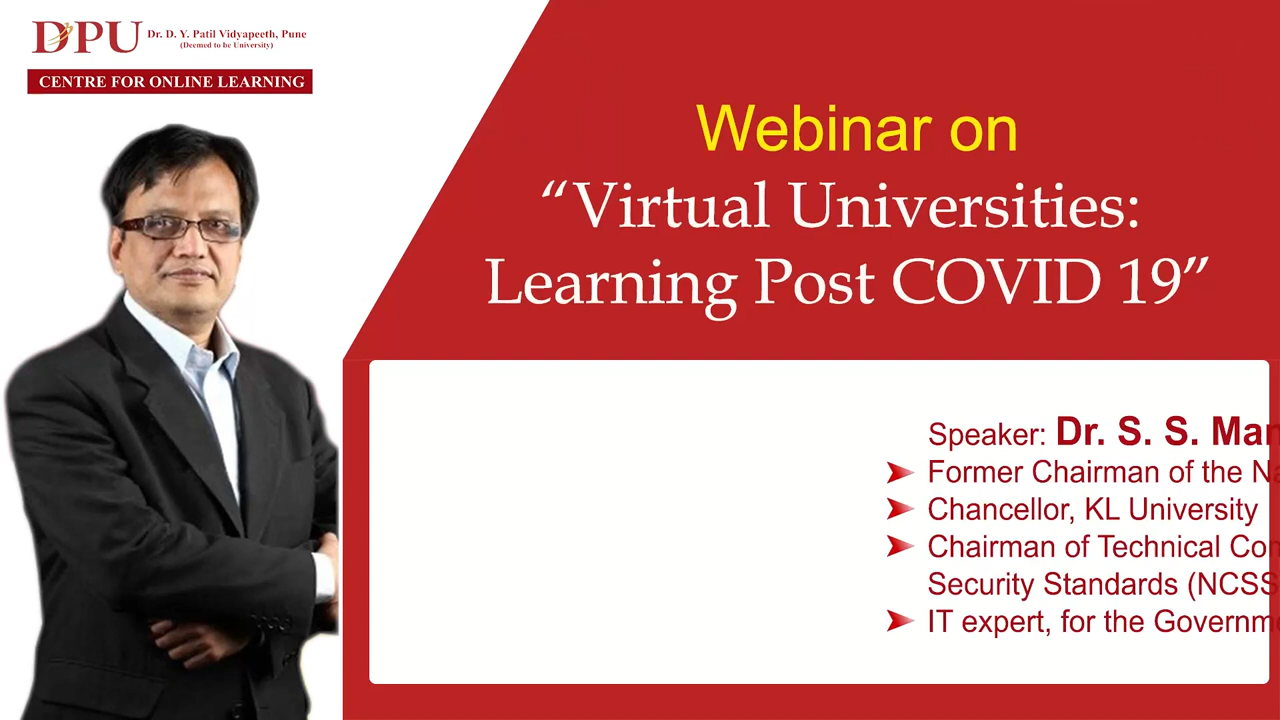 DPU Dr. D. Y. Patil Vidyapeeth, Pune
(Deemed to be University)
CENTRE FOR ONLINE LEARNING
Webinar on
“Virtual Universities:
Learning Post COVID 19”
Speaker: Dr. S. S.
Former Chairman of the
Chancellor, KL University
Chairman of Technical
Security Standards (NCSS
IT expert, for the